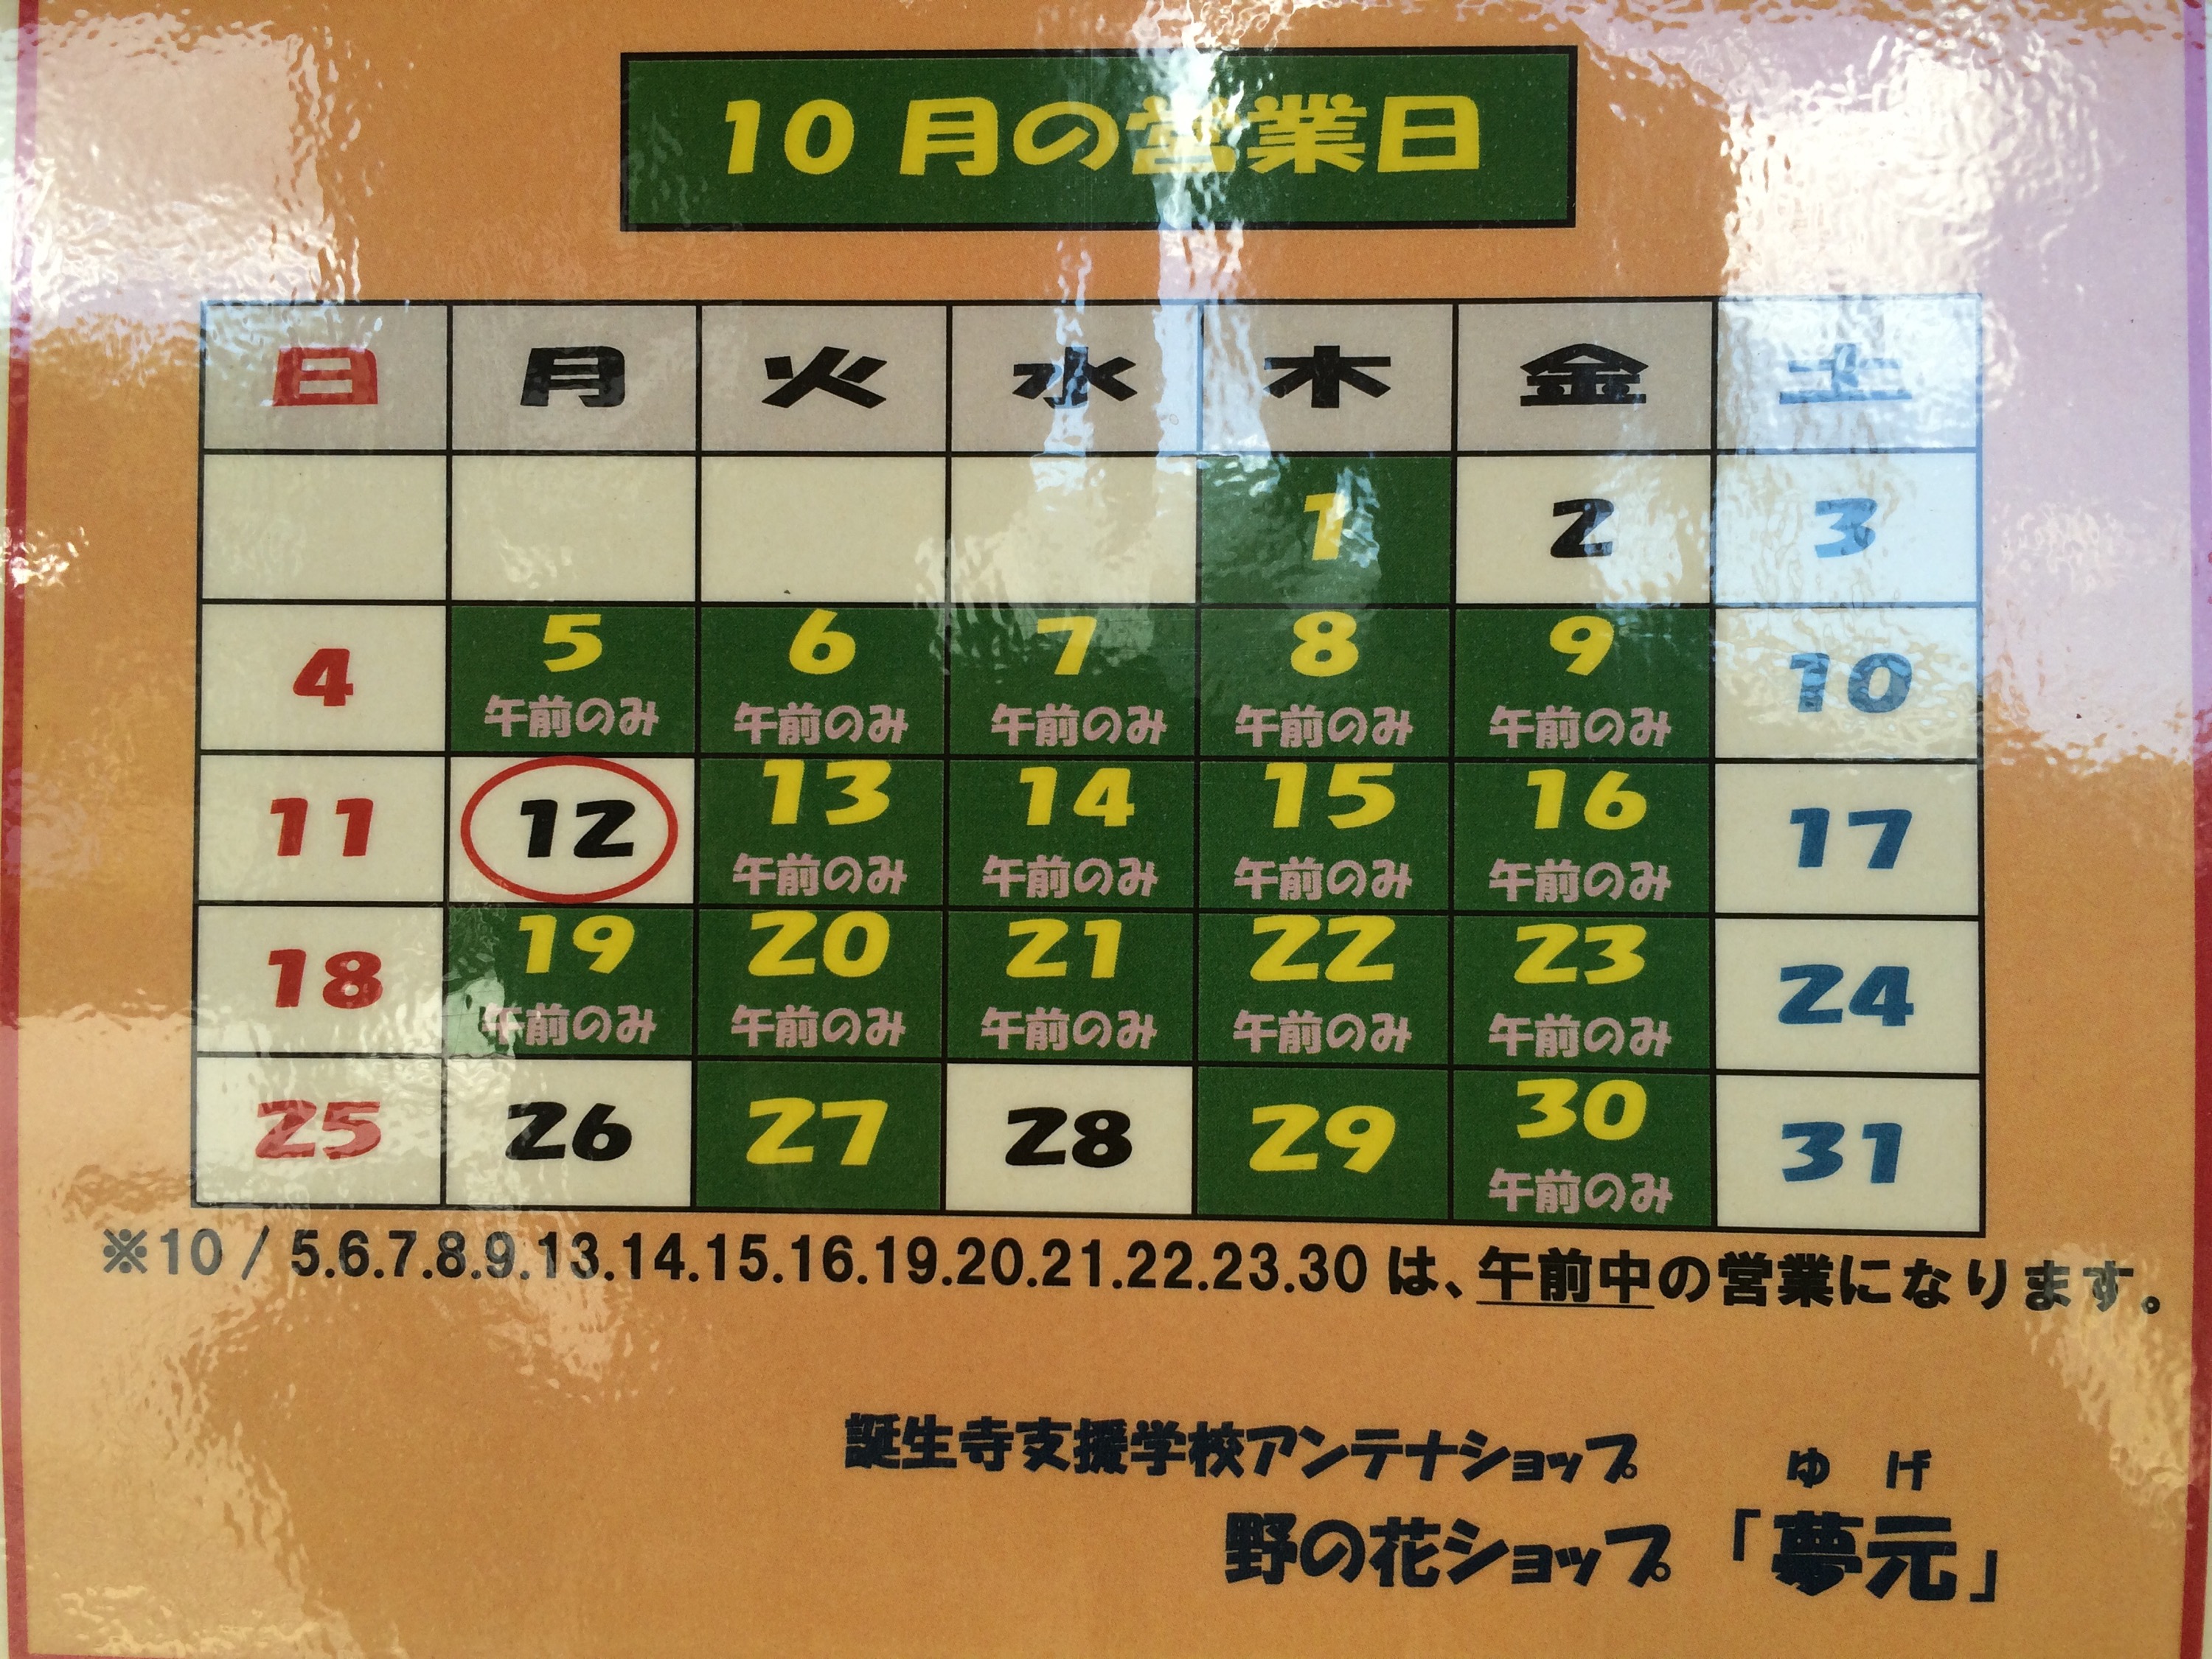 10月の営業日
日 月 火 水 木 金 土
1 2 3
4 5 6 7 8 9 10
午前のみ 午前のみ 午前のみ 午前のみ 午前のみ
11 12 13 14 15 16 17
午前のみ 午前のみ 午前のみ 午前のみ
18 19 20 21 22 23 24
午前のみ 午前のみ 午前のみ 午前のみ 午前のみ
25 26 27 28 29 30 31
午前のみ
※10 / 5.6.7.8.9.13.14.15.16.19.20.21.22.23.30 は、午前中の営業になります。
誕生寺支援学校アンテナショップ
ゆ げ
野の花ショップ 「夢元」